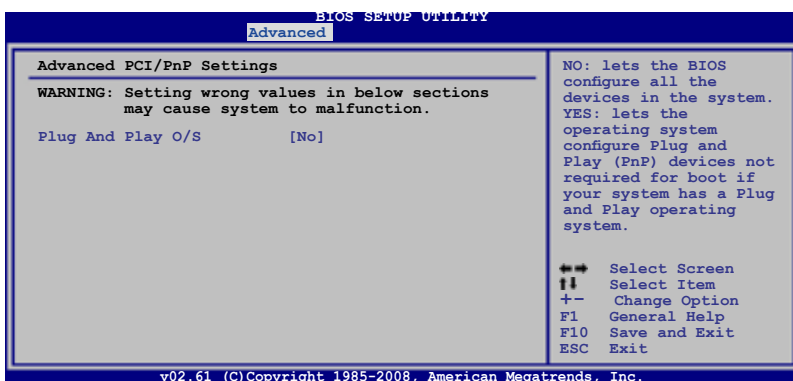 BIOS SETUP UTILITY
Advanced
Advanced PCI/PnP Settings
WARNING: Setting wrong values in below sections
may cause system to malfunction.
Plug And Play O/S [No]
NO: lets the BIOS
configure all the
devices in the system.
YES: lets the
operating system
configure Plug and
Play (PnP) devices not
required for boot if
your system has a Plug
and Play operating
system.
←→ Select Screen
↑↓ Select Item
+- Change Option
F1 General Help
F10 Save and Exit
ESC Exit
v02.61 (C)Copyright 1985-2008, American Megatrends, Inc.